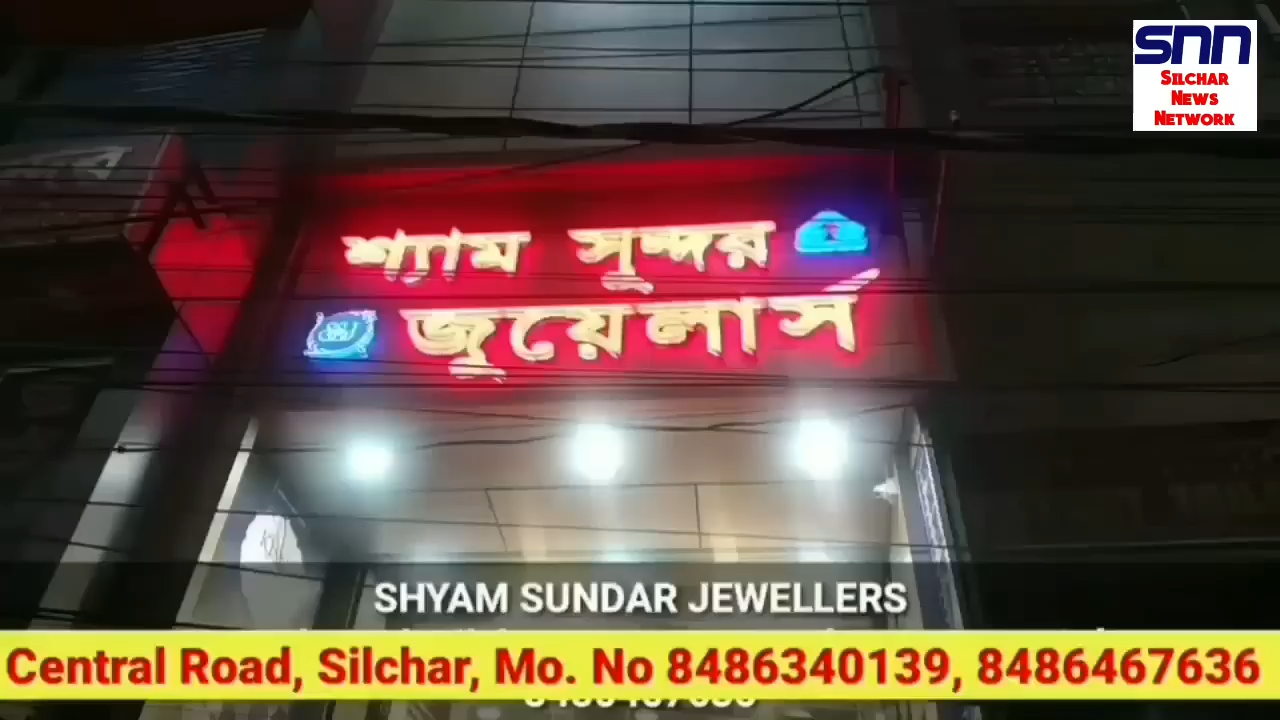 SNN
SILCHAR
NEWS
NETWORK
শ্যাম সুন্দর
জুয়েলার্স
SHYAM SUNDAR JEWELLERS
Central Road, Silchar, Mo. No 8486340139, 8486467636